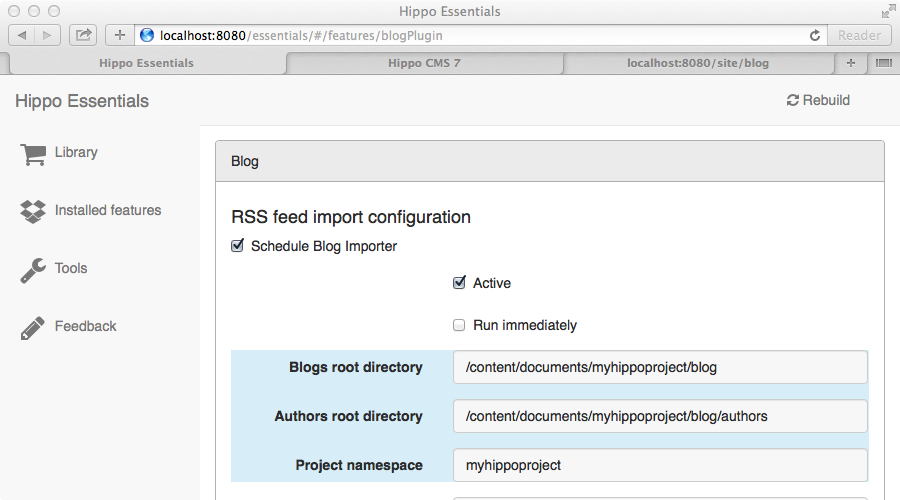 Hippo Essentials
localhost:8080/essentials/#/features/blogPlugin
Reader
Hippo Essentials
Hippo CMS 7
localhost:8080/site/blog
Hippo Essentials
Rebuild
Library
Installed features
Tools
Feedback
Blog
RSS feed import configuration
Schedule Blog Importer
Active
Run immediately
Blogs root directory
/content/documents/myhippoproject/blog
Authors root directory
/content/documents/myhippoproject/blog/authors
Project namespace
myhippoproject